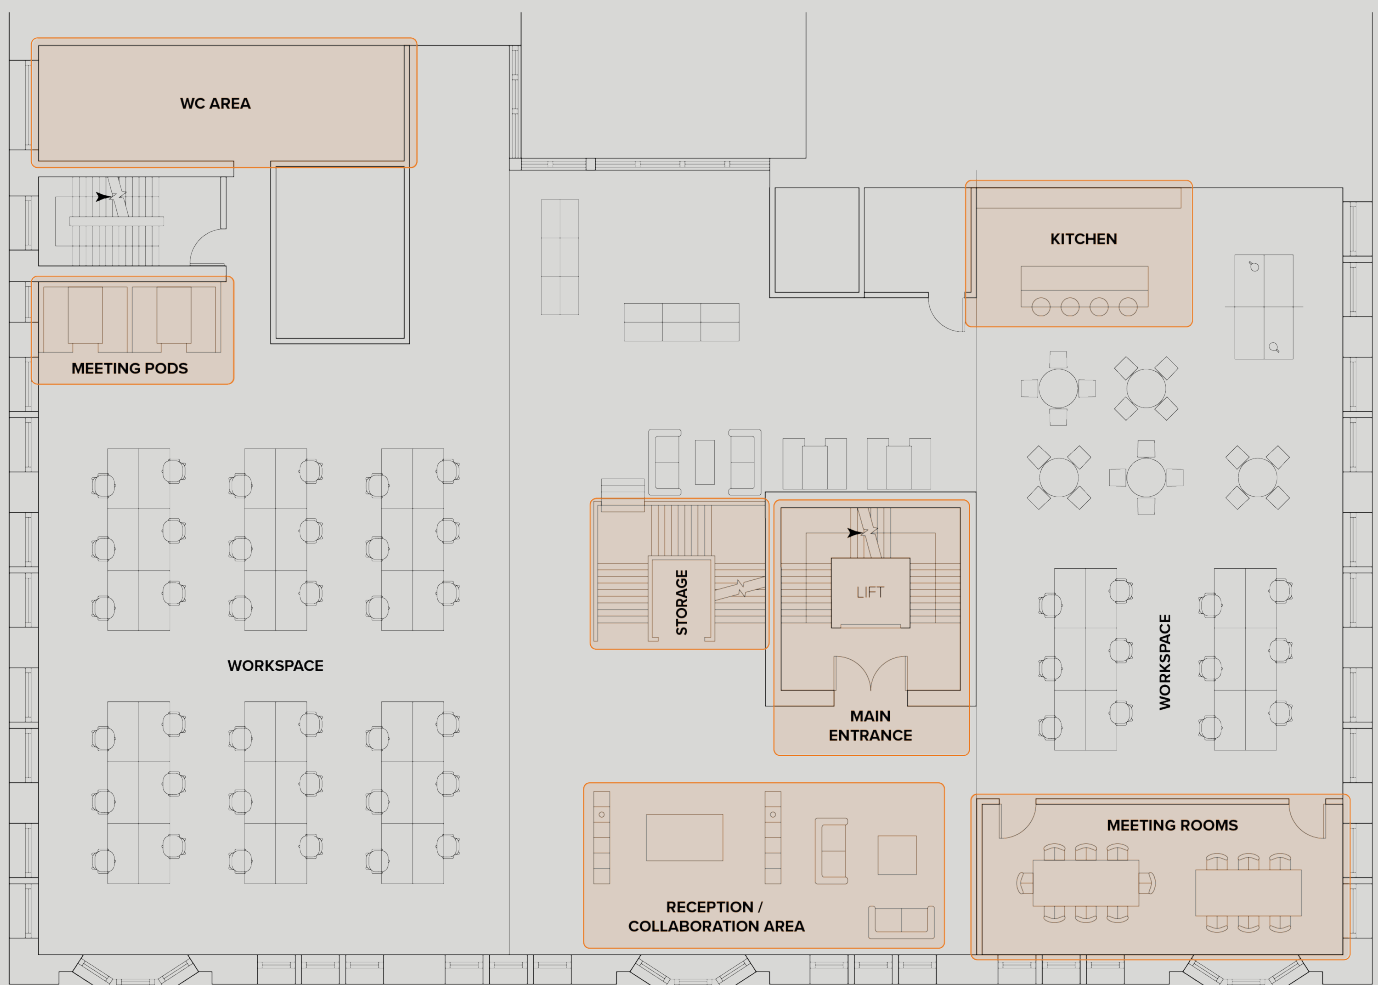 WC AREA
KITCHEN
MEETING PODS
STORAGE
LIFT
WORKSPACE
WORKSPACE
MAIN
ENTRANCE
MEETING ROOMS
RECEPTION /
COLLABORATION AREA